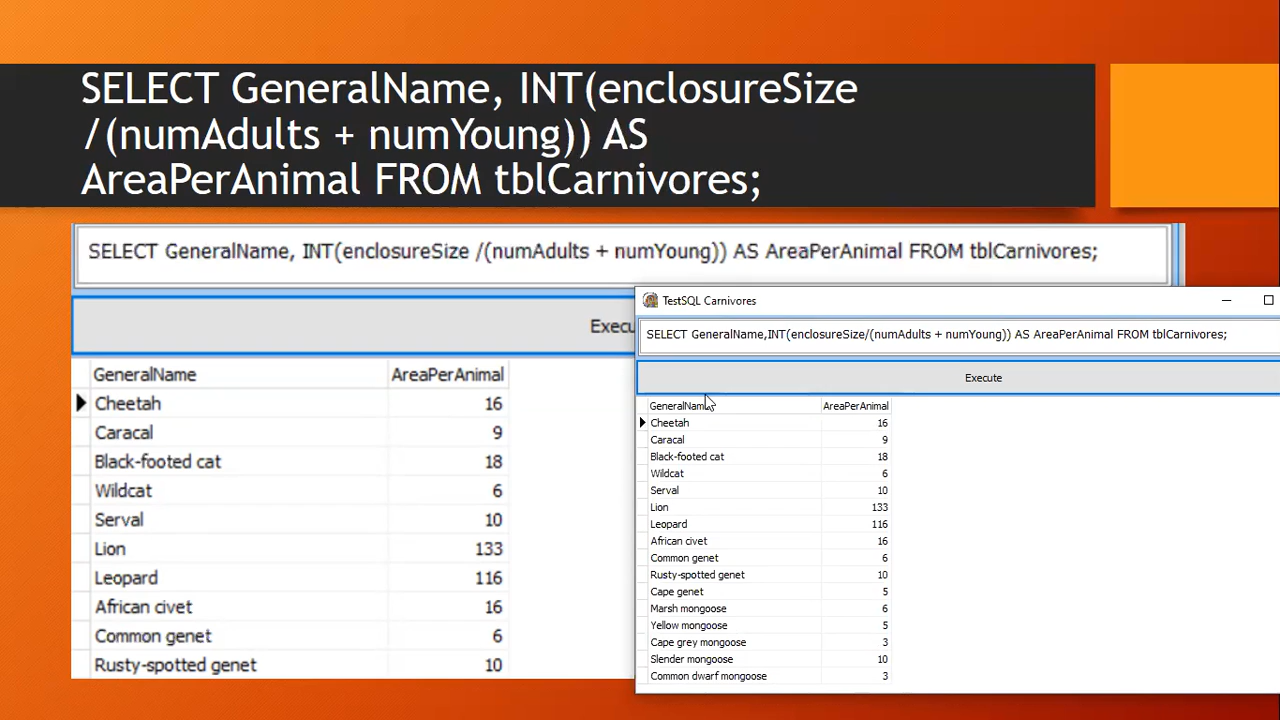 SELECT GeneralName, INT(enclosureSize
/(numAdults + numYoung)) AS
AreaPerAnimal FROM tblCarnivores;
SELECT GeneralName, INT(enclosureSize /(numAdults + numYoung)) AS AreaPerAnimal FROM tblCarnivores;
GeneralName AreaPerAnimal
Cheetah 16
Caracal 9
Black-footed cat 18
Wildcat 6
Serval 10
Lion 133
Leopard 116
African civet 16
Common genet 6
Rusty-spotted genet 10
TestSQL Carnivores
SELECT GeneralName,INT(enclosureSize/(numAdults + numYoung)) AS AreaPerAnimal FROM tblCarnivores;
Execute
GeneralName AreaPerAnimal
Cheetah 16
Caracal 9
Black-footed cat 18
Wildcat 6
Serval 10
Lion 133
Leopard 116
African civet 16
Common genet 6
Rusty-spotted genet 10
Cape genet 5
Marsh mongoose 6
Yellow mongoose 5
Cape grey mongoose 3
Slender mongoose 10
Common dwarf mongoose 3